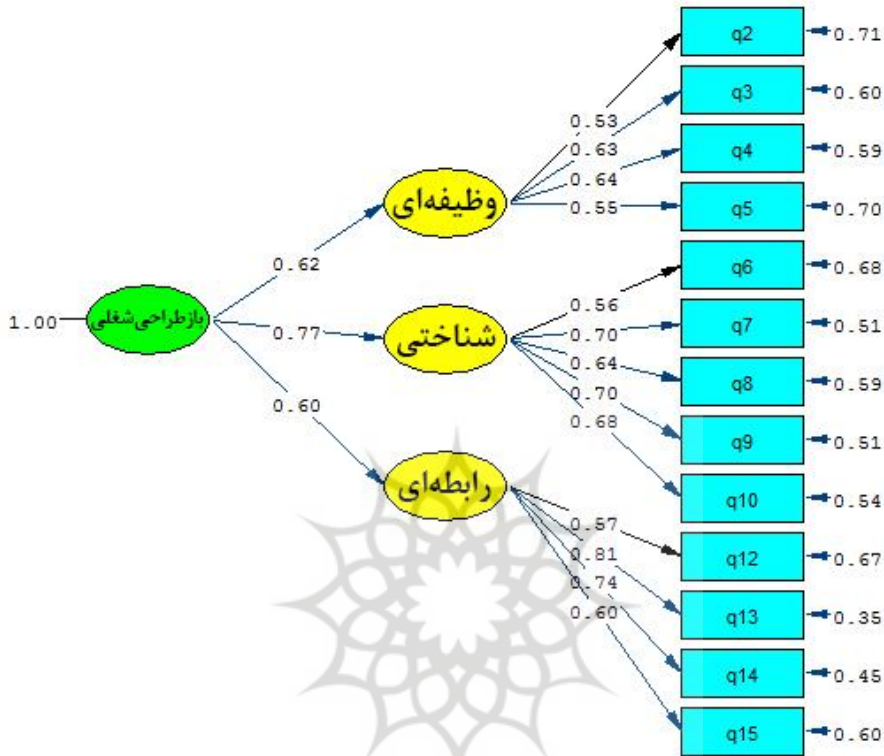 1.00
بازطراحی‌شغلی
0.62
0.77
0.60
وظیفه‌ای
شناختی
رابطه‌ای
0.53
0.63
0.64
0.55
0.56
0.70
0.64
0.70
0.68
0.57
0.81
0.74
0.60
q2 0.71
q3 0.60
q4 0.59
q5 0.70
q6 0.68
q7 0.51
q8 0.59
q9 0.51
q10 0.54
q12 0.67
q13 0.35
q14 0.45
q15 0.60